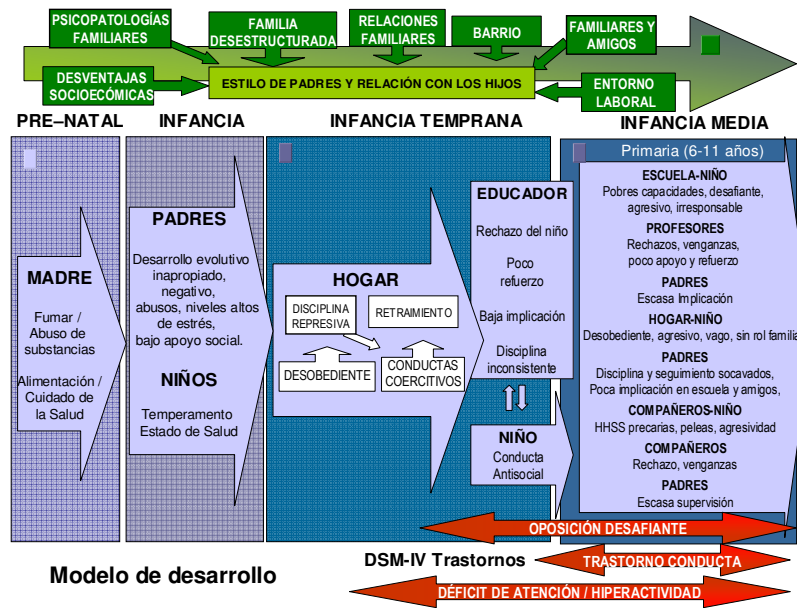 PSICOPATOLOGÍAS
FAMILIARES
FAMILIA
DESESTRUCTURADA
RELACIONES
FAMILIARES
BARRIO
FAMILIARES Y
AMIGOS
DESVENTAJAS
SOCIOECÓMICAS
ESTILO DE PADRES Y RELACIÓN CON LOS HIJOS
ENTORNO
LABORAL
PRE–NATAL
INFANCIA
INFANCIA TEMPRANA
INFANCIA MEDIA
MADRE
Fumar /
Abuso de
substancias
Alimentación /
Cuidado de
la Salud
PADRES
Desarrollo evolutivo
inapropiado,
negativo,
abusos, niveles altos
de estrés,
bajo apoyo social.
NIÑOS
Temperamento
Estado de Salud
HOGAR
DISCIPLINA
REPRESIVA
RETRAIMIENTO
DESOBEDIENTE
CONDUCTAS
COERCITIVOS
EDUCADOR
Rechazo del niño
Poco
refuerzo
Baja implicación
Disciplina
inconsistente
NIÑO
Conducta
Antisocial
Primaria (6-11 años)
ESCUELA-NIÑO
Pobres capacidades, desafiante,
agresivo, irresponsable
PROFESORES
Rechazos, venganzas,
poco apoyo y refuerzo
PADRES
Escasa Implicación
HOGAR-NIÑO
Desobediente, agresivo, vago, sin rol familia
PADRES
Disciplina y seguimiento socavados,
Poca implicación en escuela y amigos,
COMPAÑEROS-NIÑO
HHSS precarias, peleas, agresividad
COMPAÑEROS
Rechazo, venganzas
PADRES
Escasa supervisión
OPOSICIÓN DESAFIANTE
DSM-IV Trastornos
TRASTORNO CONDUCTA
Modelo de desarrollo
DÉFICIT DE ATENCIÓN / HIPERACTIVIDAD